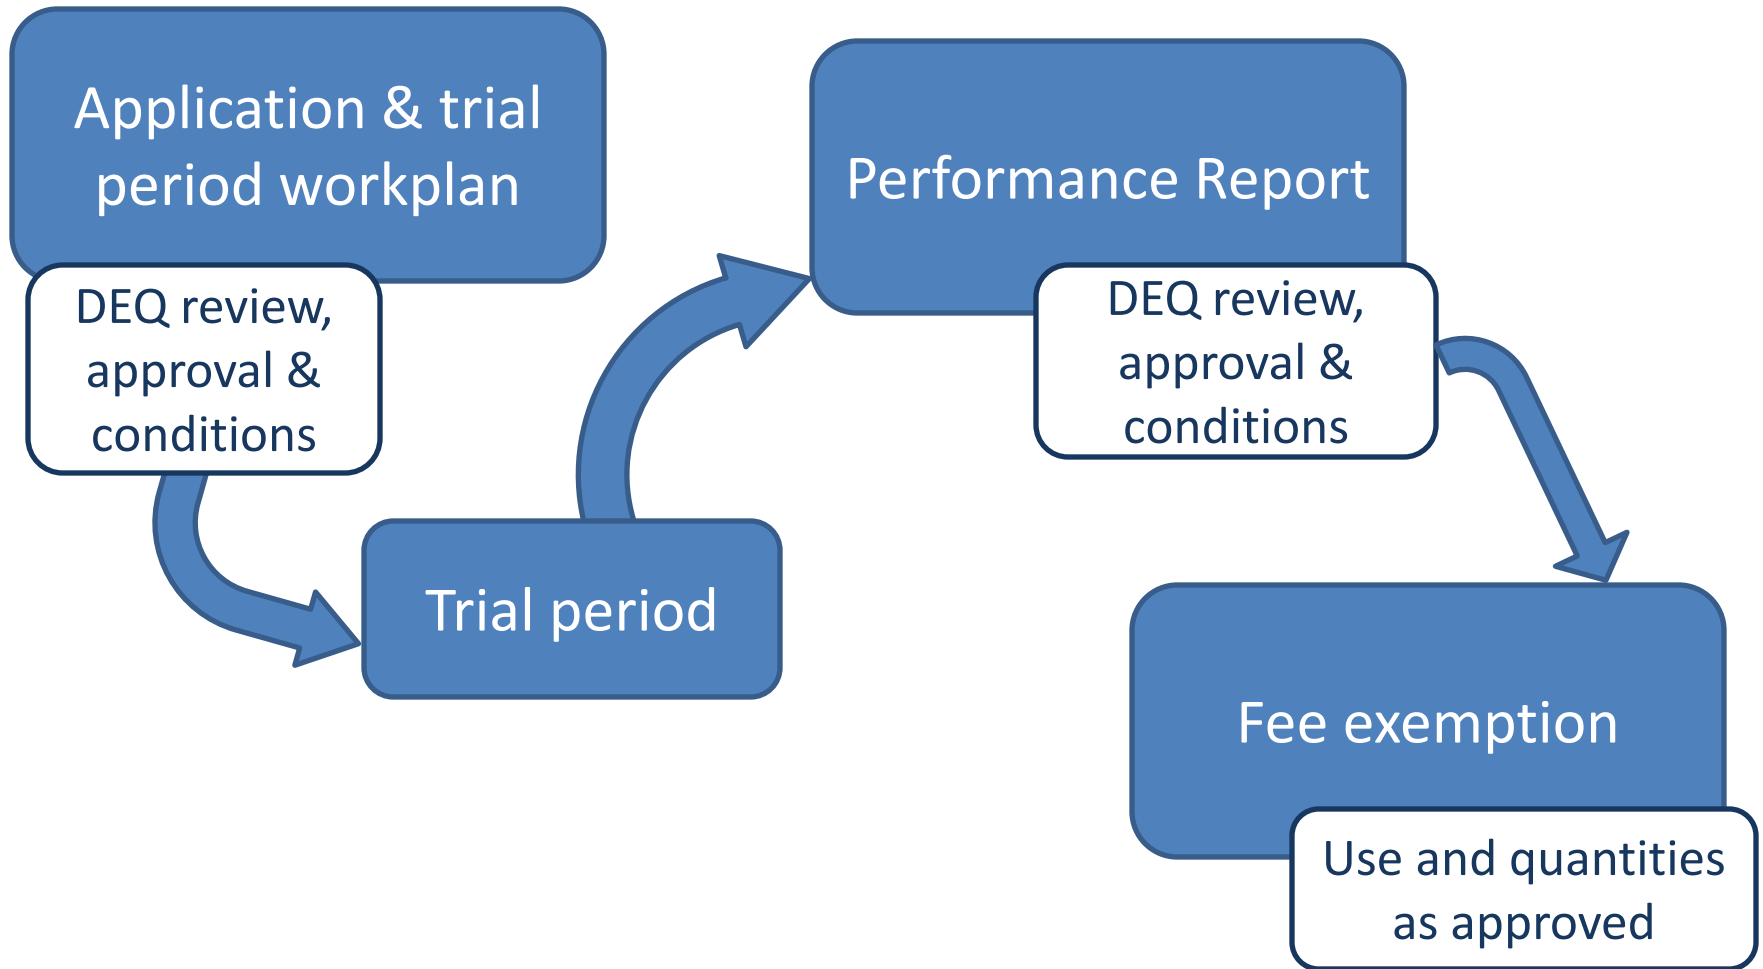 Application & trial
period workplan
DEQ review,
approval &
conditions
Trial period
Performance Report
DEQ review,
approval &
conditions
Fee exemption
Use and quantities
as approved